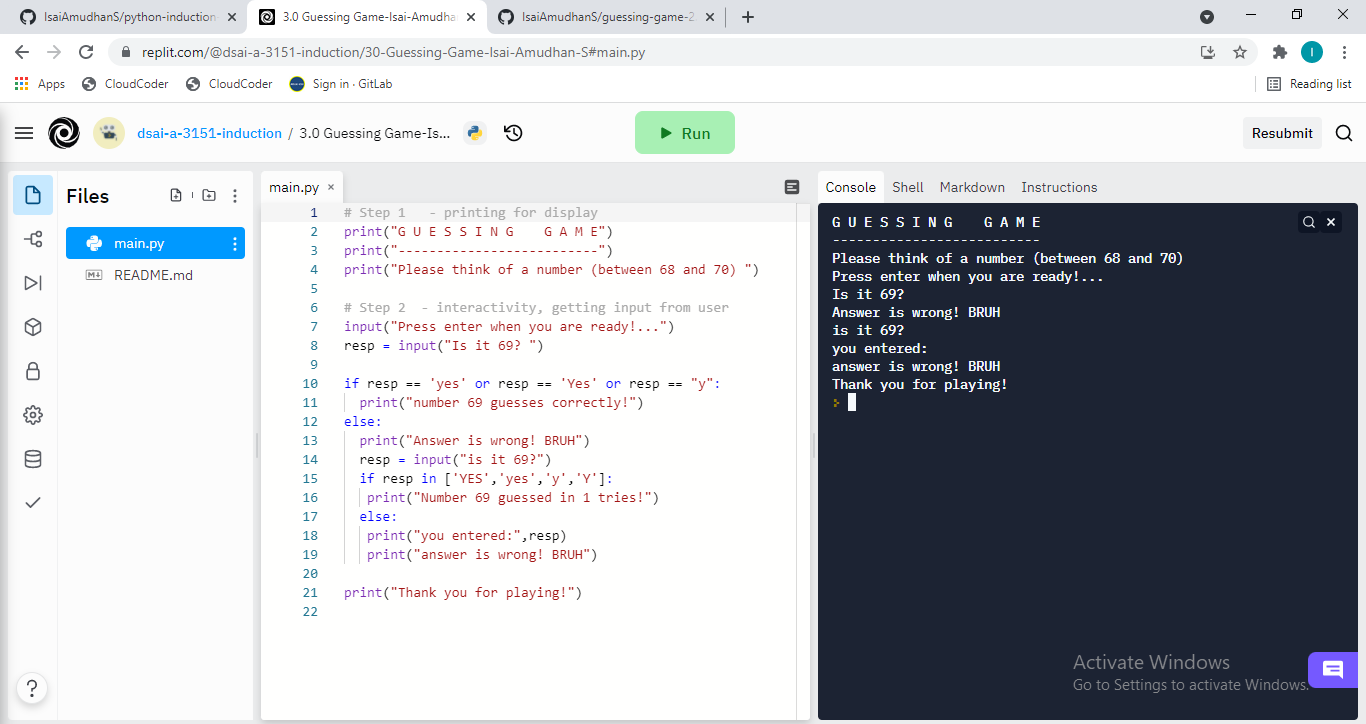 IsaiAmudhanS/python-induction
3.0 Guessing Game-Isai-Amudha
IsaiAmudhanS/guessing-game-2
replit.com/@dsai-a-3151-induction/30-Guessing-Game-Isai-Amudhan-S#main.py
I
Apps
CloudCoder
CloudCoder
Sign in · GitLab
Reading list
dsai-a-3151-induction / 3.0 Guessing Game-Is...
Run
Resubmit
Files
main.py
README.md
main.py
1 # Step 1   - printing for display
2 print("G U E S S I N G    G A M E")
3 print("--------------------------")
4 print("Please think of a number (between 68 and 70) ")
5
6 # Step 2  - interactivity, getting input from user
7 input("Press enter when you are ready!...")
8 resp = input("Is it 69? ")
9
10 if resp == 'yes' or resp == 'Yes' or resp == "y":
11   print("number 69 guesses correctly!")
12 else:
13   print("Answer is wrong! BRUH")
14   resp = input("is it 69?")
15   if resp in ['YES','yes','y','Y']:
16    print("Number 69 guessed in 1 tries!")
17   else:
18    print("you entered:",resp)
19    print("answer is wrong! BRUH")
20
21 print("Thank you for playing!")
22
Console
Shell
Markdown
Instructions
G U E S S I N G    G A M E
--------------------------
Please think of a number (between 68 and 70)
Press enter when you are ready!...
Is it 69?
Answer is wrong! BRUH
is it 69?
you entered:
answer is wrong! BRUH
Thank you for playing!
Activate Windows
Go to Settings to activate Windows.